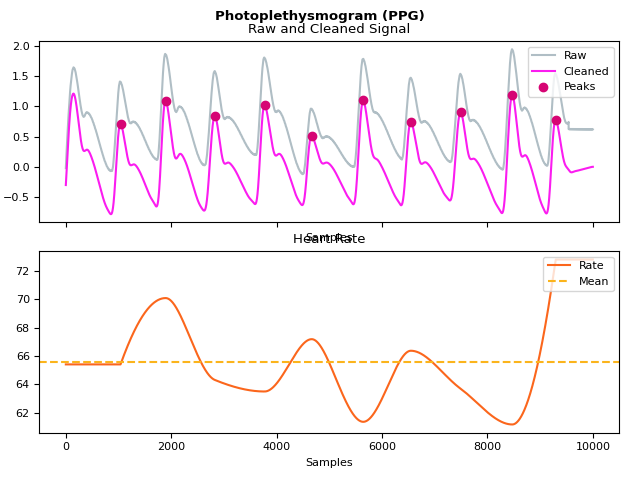 Photoplethysmogram (PPG)
Raw and Cleaned Signal
2.0
1.5
1.0
0.5
0.0
−0.5
Raw
Cleaned
Peaks
Samples
Heart Rate
72
70
68
66
64
62
Rate
Mean
0 2000 4000 6000 8000 10000
Samples